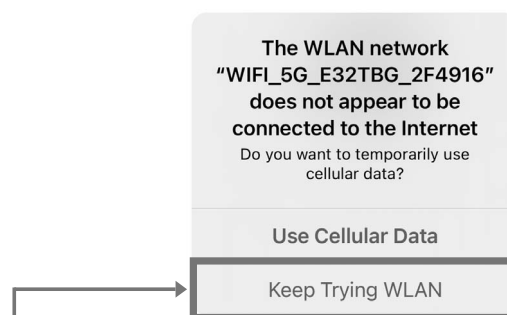 The WLAN network
“WIFI_5G_E32TBG_2F4916”
does not appear to be
connected to the Internet
Do you want to temporarily use
cellular data?
Use Cellular Data
Keep Trying WLAN